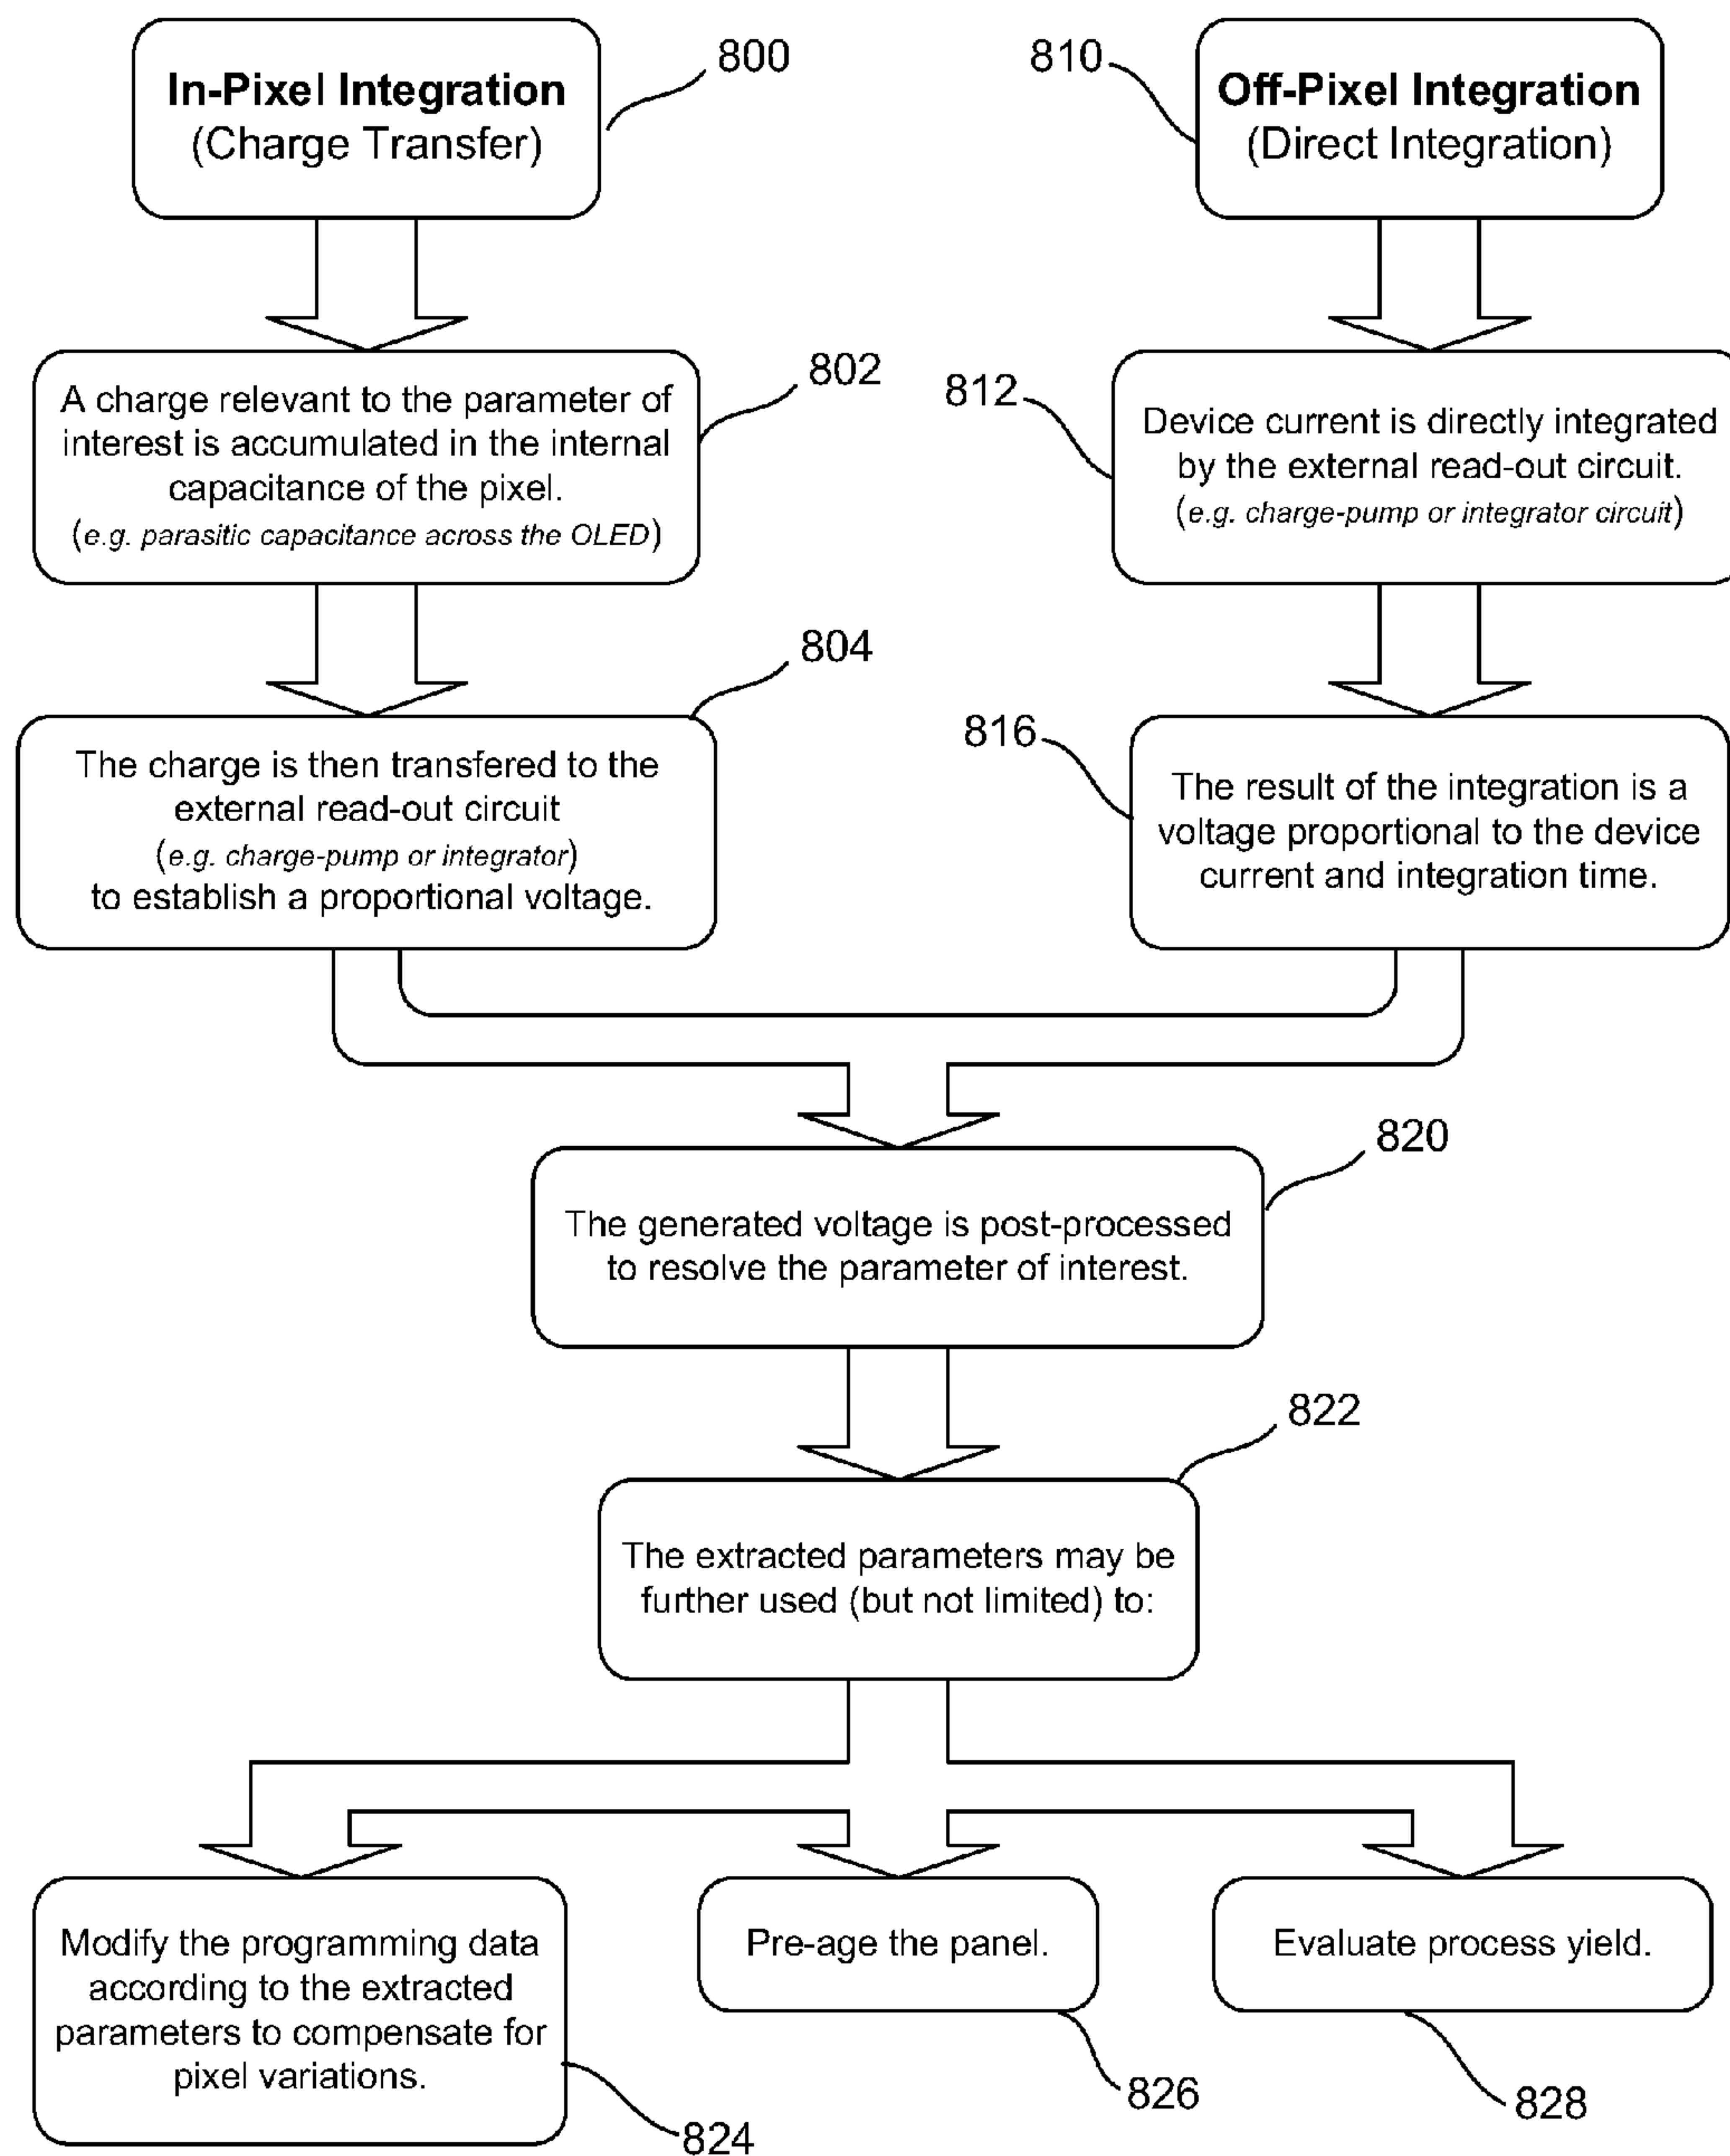 In-Pixel Integration
(Charge Transfer)
800
810
Off-Pixel Integration
(Direct Integration)
A charge relevant to the parameter of
interest is accumulated in the internal
capacitance of the pixel.
(e.g. parasitic capacitance across the OLED)
802
812
Device current is directly integrated
by the external read-out circuit.
(e.g. charge-pump or integrator circuit)
804
The charge is then transfered to the
external read-out circuit
(e.g. charge-pump or integrator)
to establish a proportional voltage.
816
The result of the integration is a
voltage proportional to the device
current and integration time.
820
The generated voltage is post-processed
to resolve the parameter of interest.
822
The extracted parameters may be
further used (but not limited) to:
Modify the programming data
according to the extracted
parameters to compensate for
pixel variations.
824
Pre-age the panel.
826
Evaluate process yield.
828